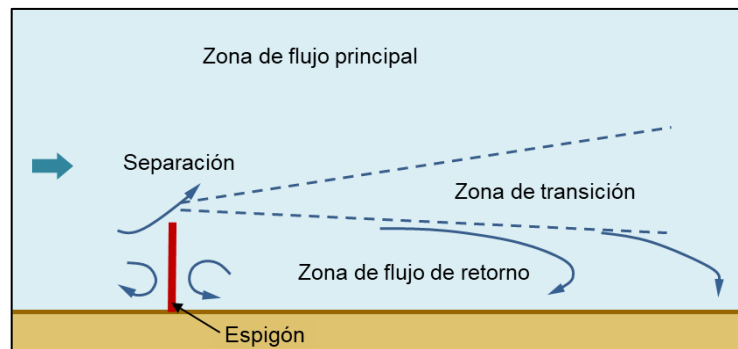 Zona de flujo principal
Separación
Zona de transición
Zona de flujo de retorno
Espigón